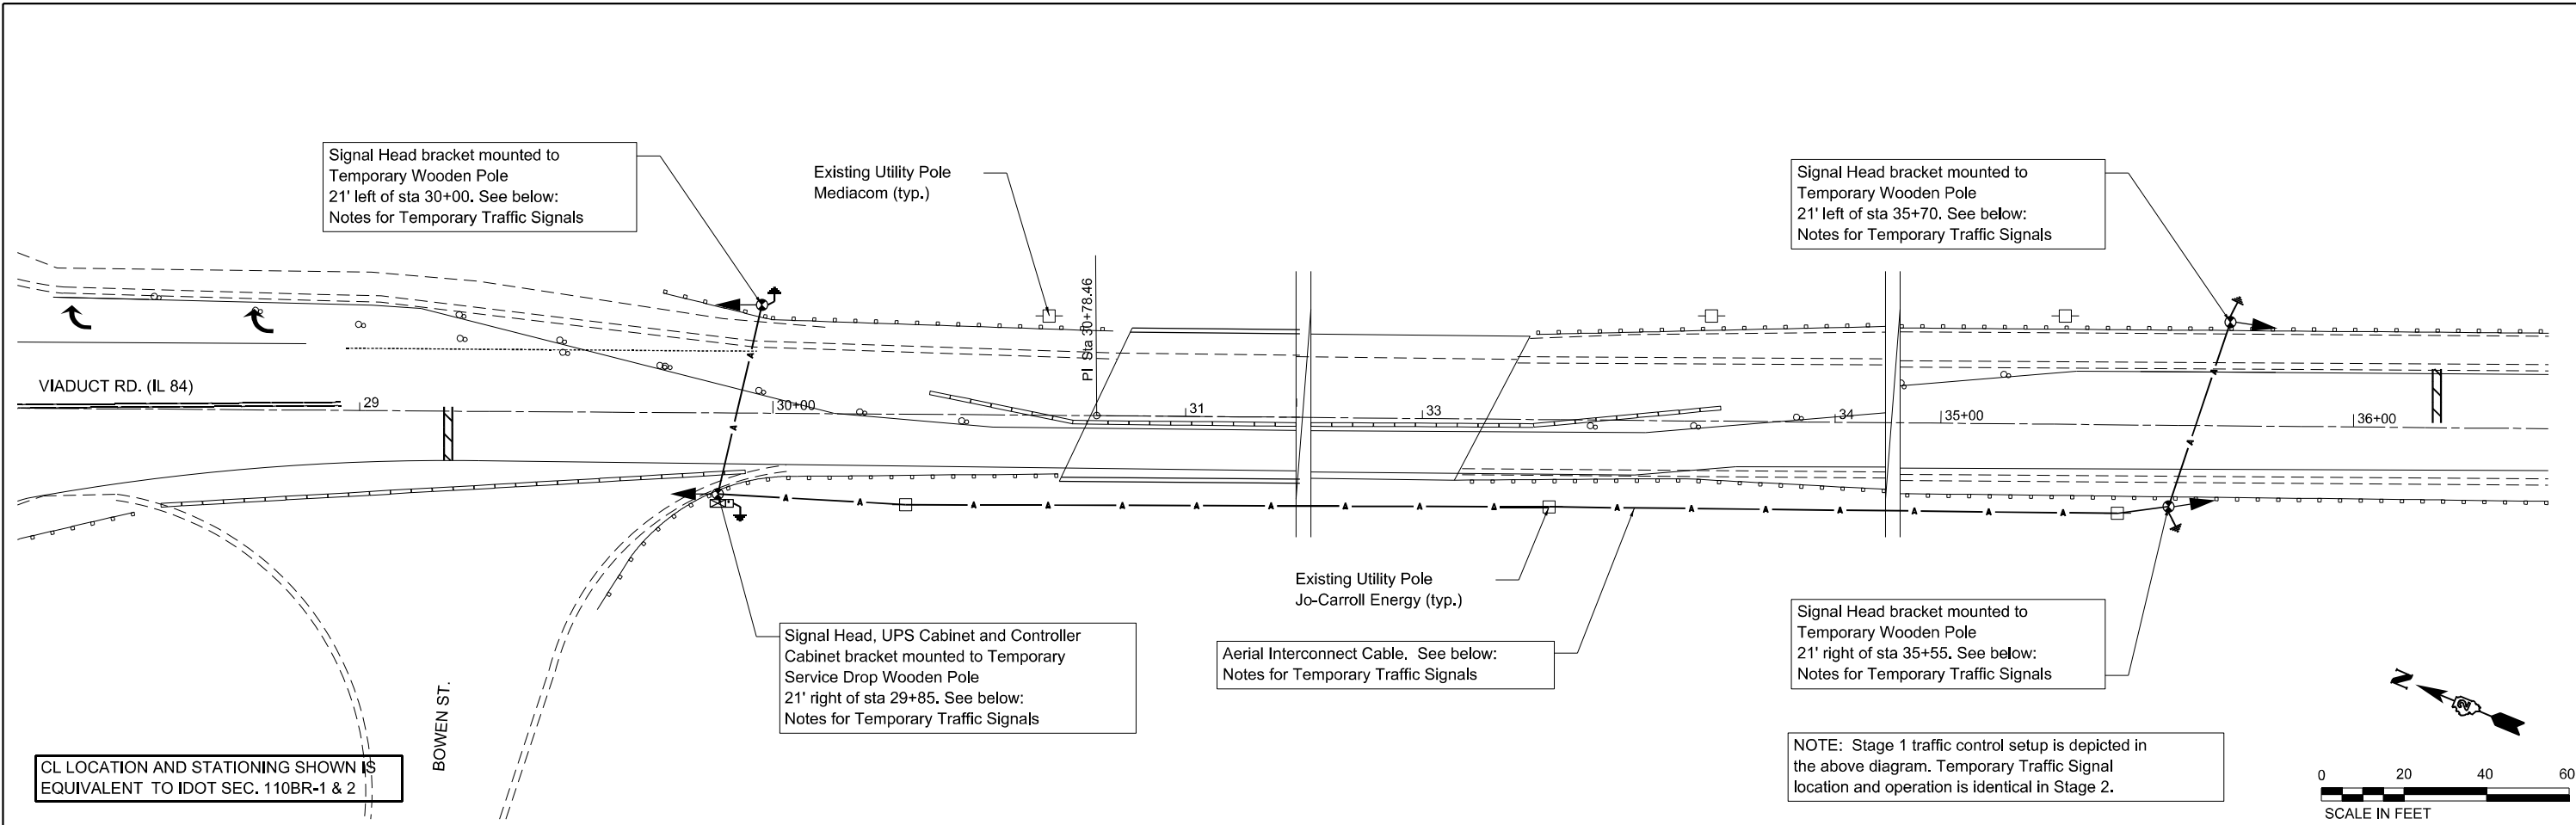 Signal Head bracket mounted to
Temporary Wooden Pole
21' left of sta 30+00. See below:
Notes for Temporary Traffic Signals
Existing Utility Pole
Mediacom (typ.)
Signal Head bracket mounted to
Temporary Wooden Pole
21' left of sta 35+70. See below:
Notes for Temporary Traffic Signals
PI Sta 30+78.46
VIADUCT RD. (IL 84)
29
30+00
31
33
34
35+00
36+00
A A A
A A
A A A A A A A A A A A A A A A A A A
Existing Utility Pole
Jo-Carroll Energy (typ.)
Signal Head, UPS Cabinet and Controller
Cabinet bracket mounted to Temporary
Service Drop Wooden Pole
21' right of sta 29+85. See below:
Notes for Temporary Traffic Signals
Aerial Interconnect Cable. See below:
Notes for Temporary Traffic Signals
Signal Head bracket mounted to
Temporary Wooden Pole
21' right of sta 35+55. See below:
Notes for Temporary Traffic Signals
BOWEN ST.
CL LOCATION AND STATIONING SHOWN IS
EQUIVALENT TO IDOT SEC. 110BR-1 & 2
NOTE: Stage 1 traffic control setup is depicted in
the above diagram. Temporary Traffic Signal
location and operation is identical in Stage 2.
N
2
0 20 40 60
SCALE IN FEET